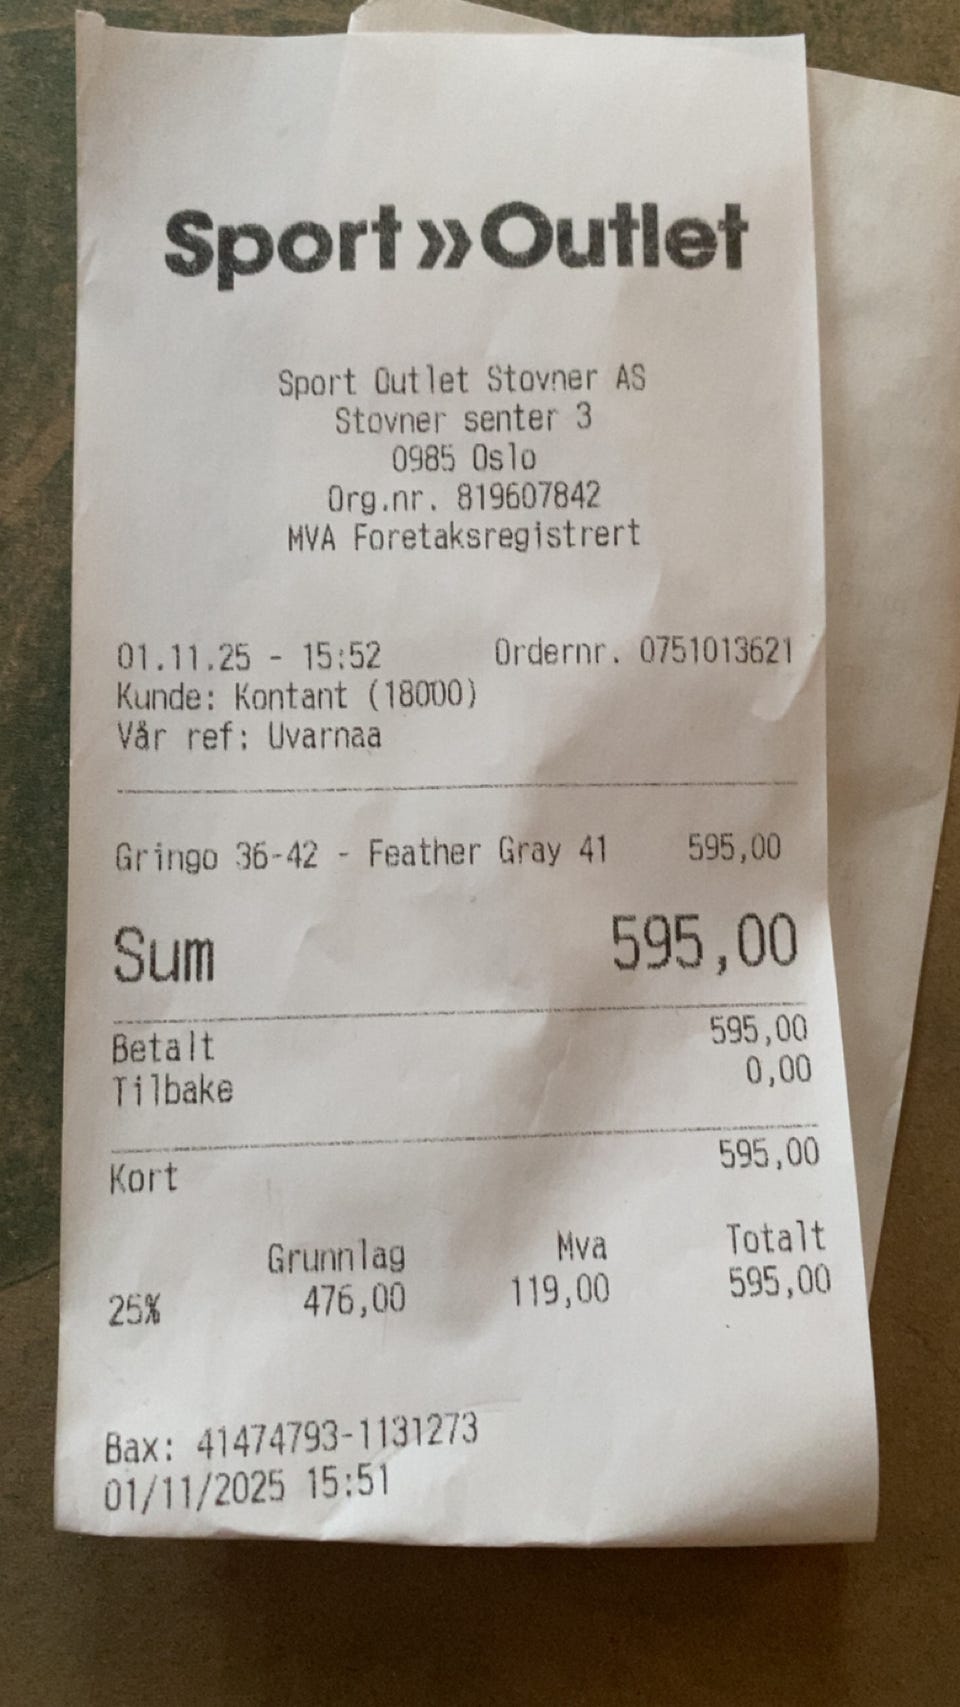 Sport»Outlet
Sport Outlet Stovner AS
Stovner senter 3
0985 Oslo
Org.nr. 819607842
MVA Foretaksregistrert
01.11.25 - 15:52 Ordernr. 0751013621
Kunde: Kontant (18000)
Vår ref: Uvarnaa
Gringo 36-42 - Feather Gray 41 595,00
Sum 595,00
Betalt 595,00
Tilbake 0,00
Kort 595,00
Grunnlag Mva Totalt
25% 476,00 119,00 595,00
Bax: 41474793-1131273
01/11/2025 15:51